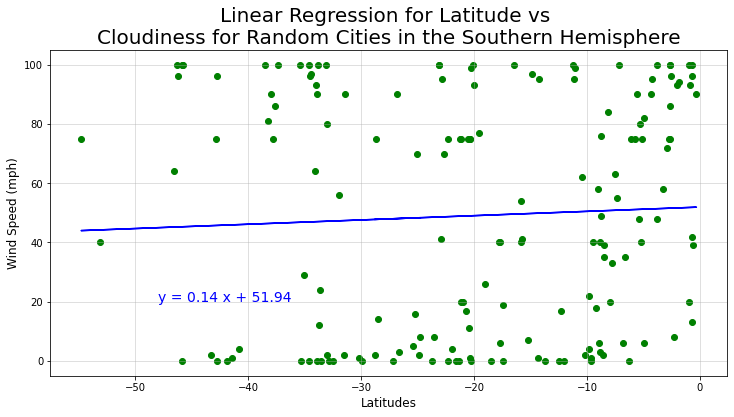 Linear Regression for Latitude vs
Cloudiness for Random Cities in the Southern Hemisphere
100
80
60
40
20
0
Wind Speed (mph)
y = 0.14 x + 51.94
−50
−40
−30
−20
−10
0
Latitudes